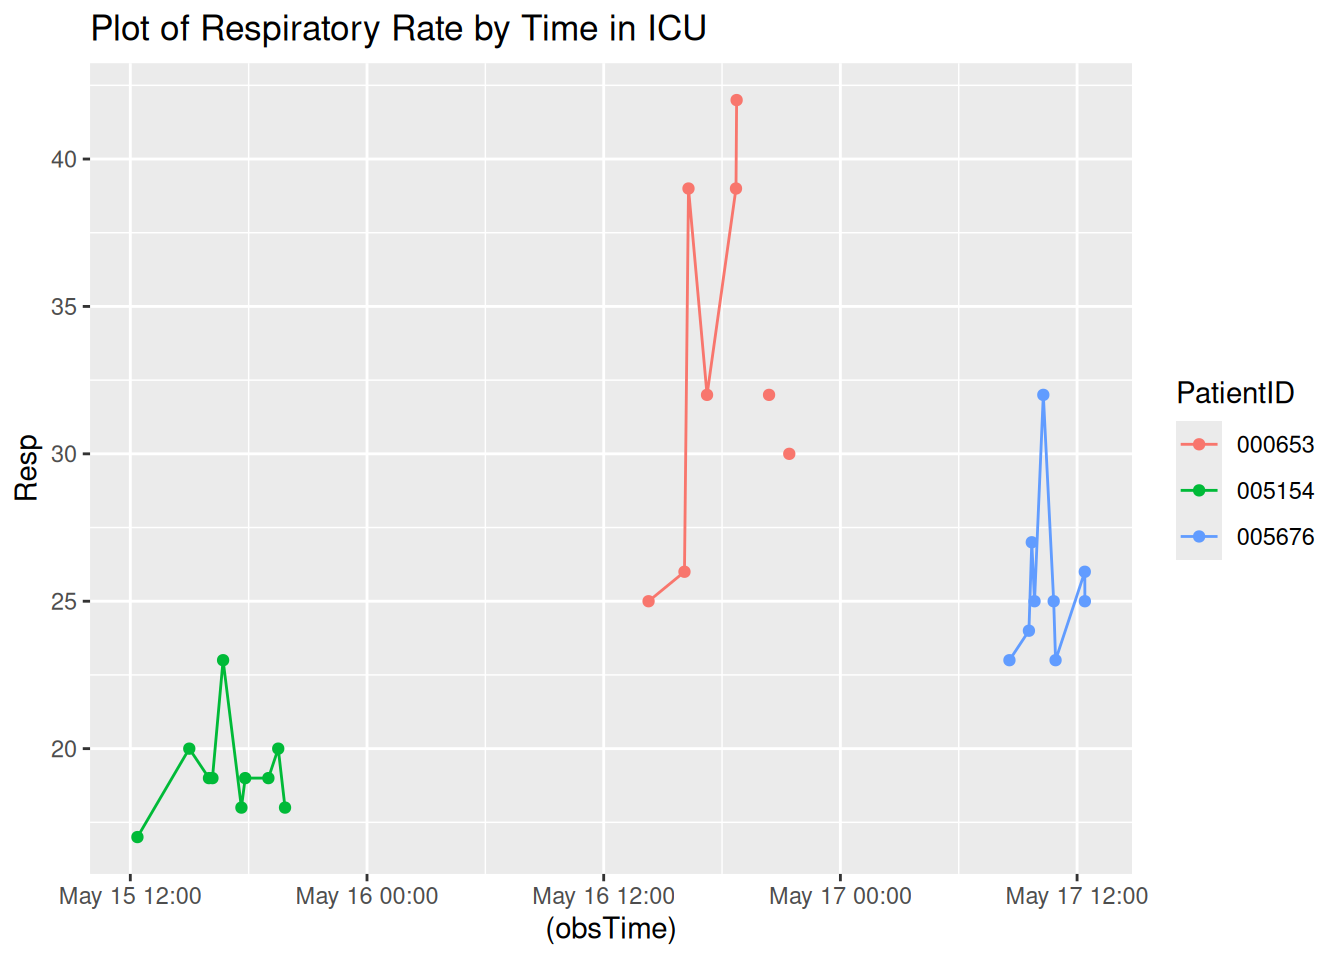 Plot of Respiratory Rate by Time in ICU
40
35
30
25
20
Resp
May 15 12:00
May 16 00:00
May 16 12:00
May 17 00:00
May 17 12:00
(obsTime)
PatientID
000653
005154
005676